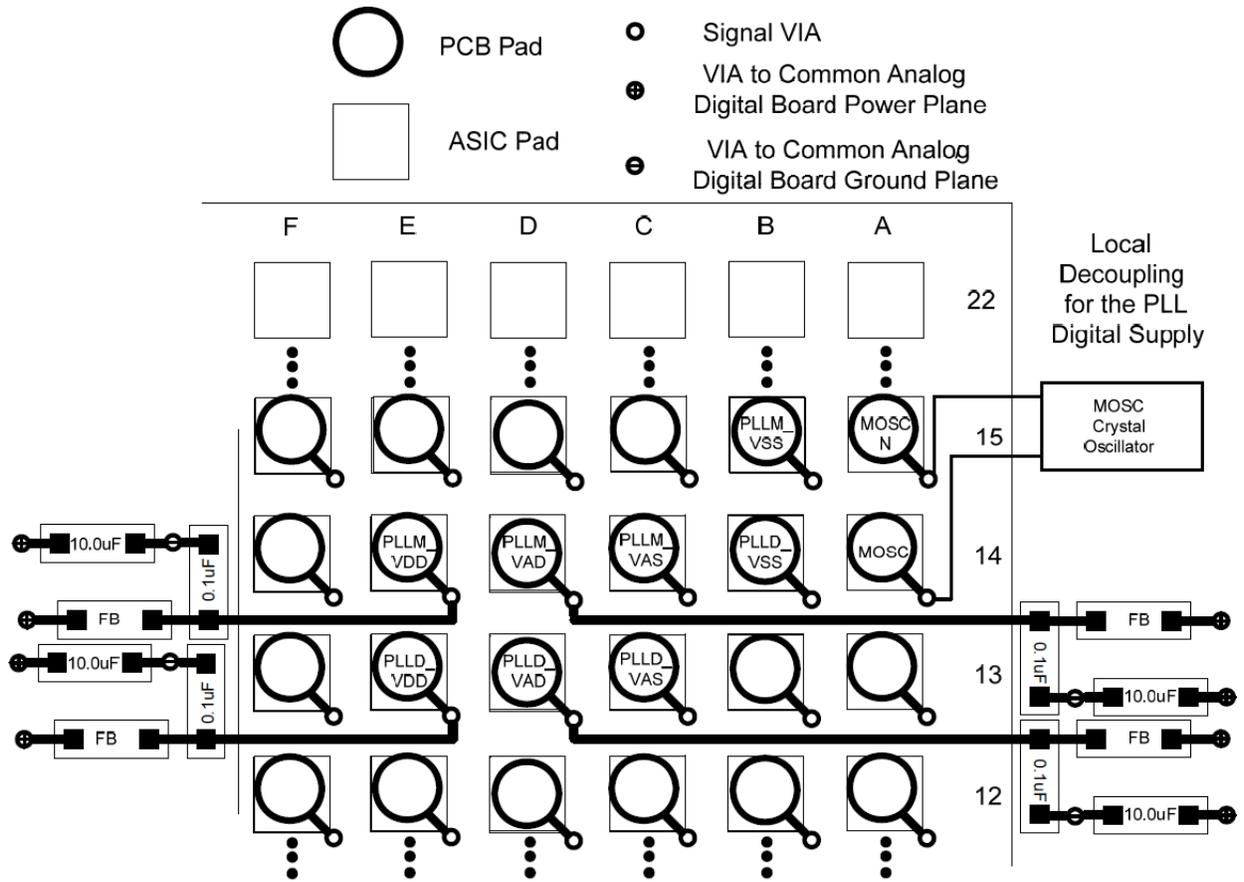 PCB Pad
Signal VIA
VIA to Common Analog
Digital Board Power Plane
ASIC Pad
VIA to Common Analog
Digital Board Ground Plane
F E D C B A
Local
Decoupling
for the PLL
Digital Supply
22
PLLM_
VSS
MOSC
N
15
MOSC
Crystal
Oscillator
10.0uF
0.1uF
PLLM_
VDD
PLLM_
VAD
PLLM_
VAS
PLLD_
VSS
MOSC
14
FB
FB
10.0uF
0.1uF
PLLD_
VDD
PLLD_
VAD
PLLD_
VAS
13
0.1uF
10.0uF
FB
FB
12
0.1uF
10.0uF